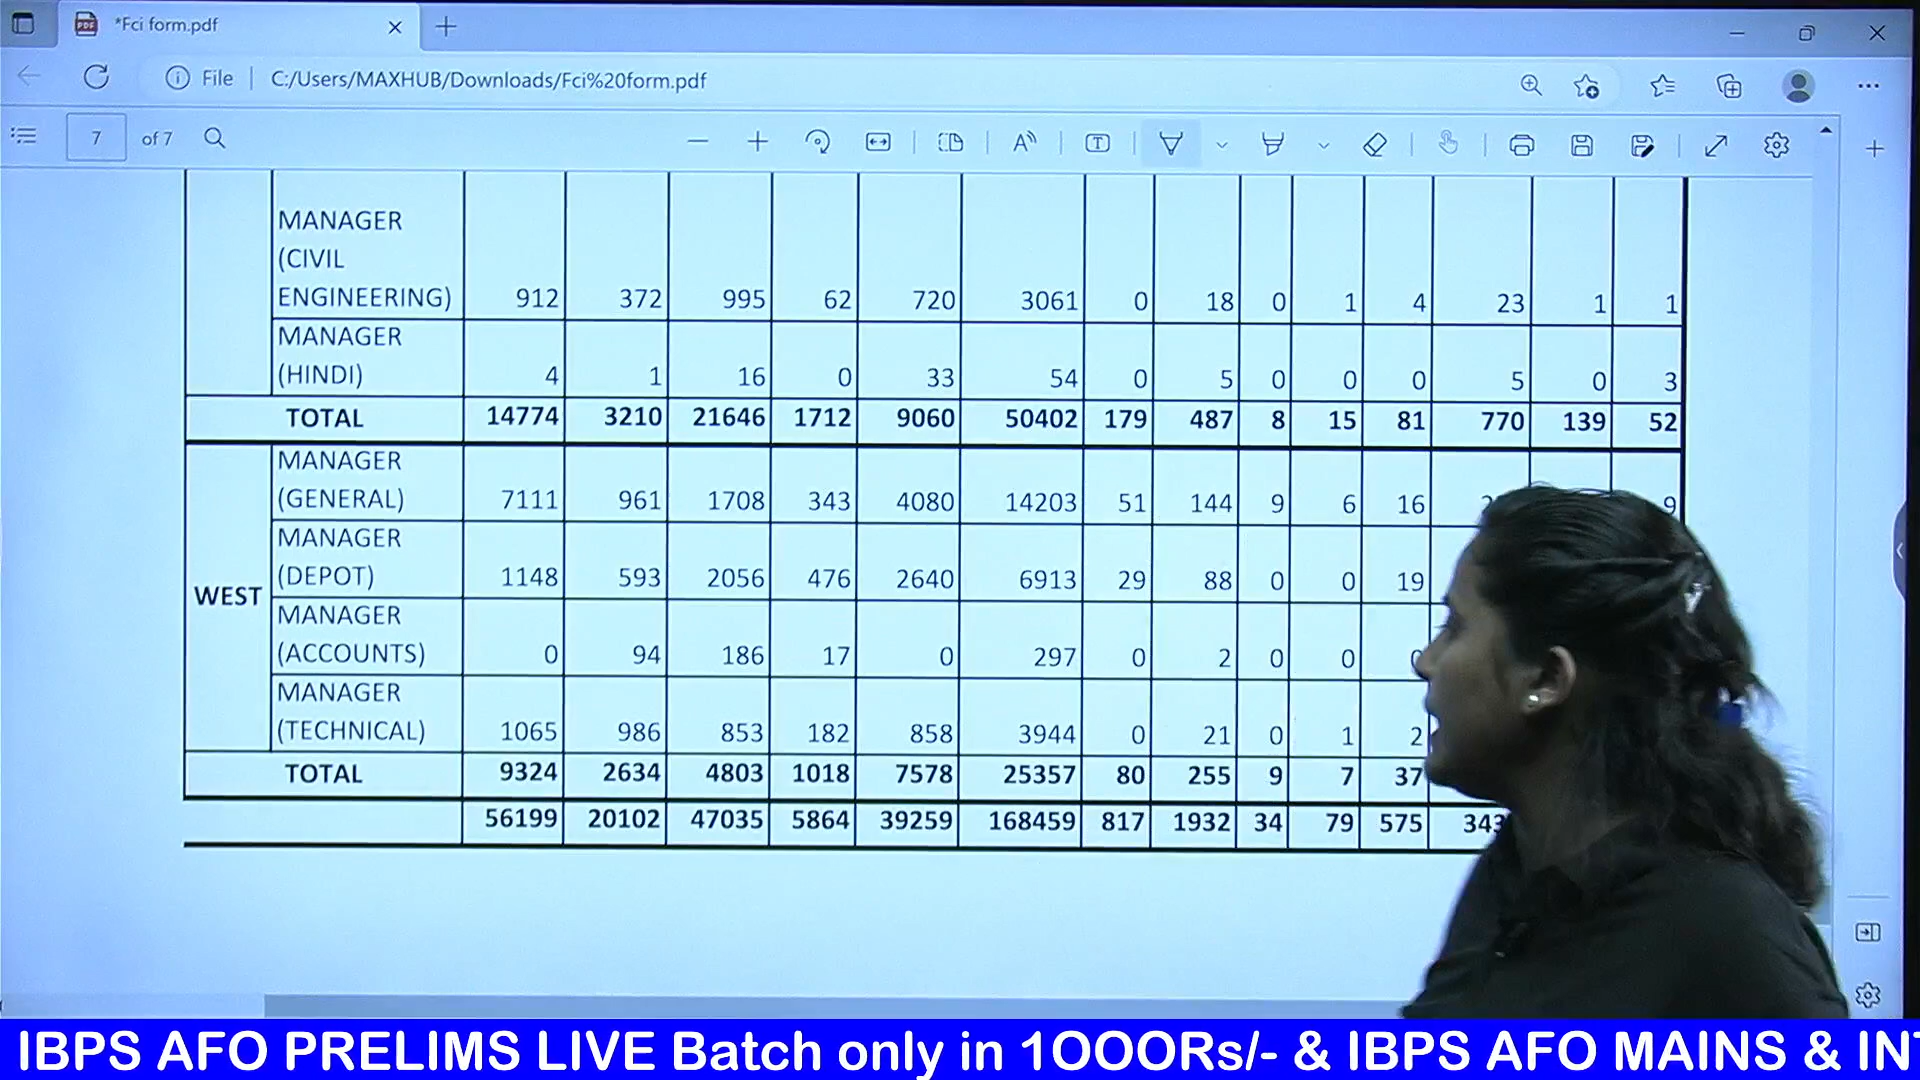 *Fci form.pdf
File C:/Users/MAXHUB/Downloads/Fci%20form.pdf
7 of 7
MANAGER
(CIVIL
ENGINEERING) 912 372 995 62 720 3061 0 18 0 1 4 23 1 1
MANAGER
(HINDI) 4 1 16 0 33 54 0 5 0 0 0 5 0 3
TOTAL 14774 3210 21646 1712 9060 50402 179 487 8 15 81 770 139 52
WEST
MANAGER
(GENERAL) 7111 961 1708 343 4080 14203 51 144 9 6 16 9
MANAGER
(DEPOT) 1148 593 2056 476 2640 6913 29 88 0 0 19
MANAGER
(ACCOUNTS) 0 94 186 17 0 297 0 2 0 0
MANAGER
(TECHNICAL) 1065 986 853 182 858 3944 0 21 0 1 2
TOTAL 9324 2634 4803 1018 7578 25357 80 255 9 7 37
56199 20102 47035 5864 39259 168459 817 1932 34 79 575
IBPS AFO PRELIMS LIVE Batch only in 1OOORs/- & IBPS AFO MAINS &